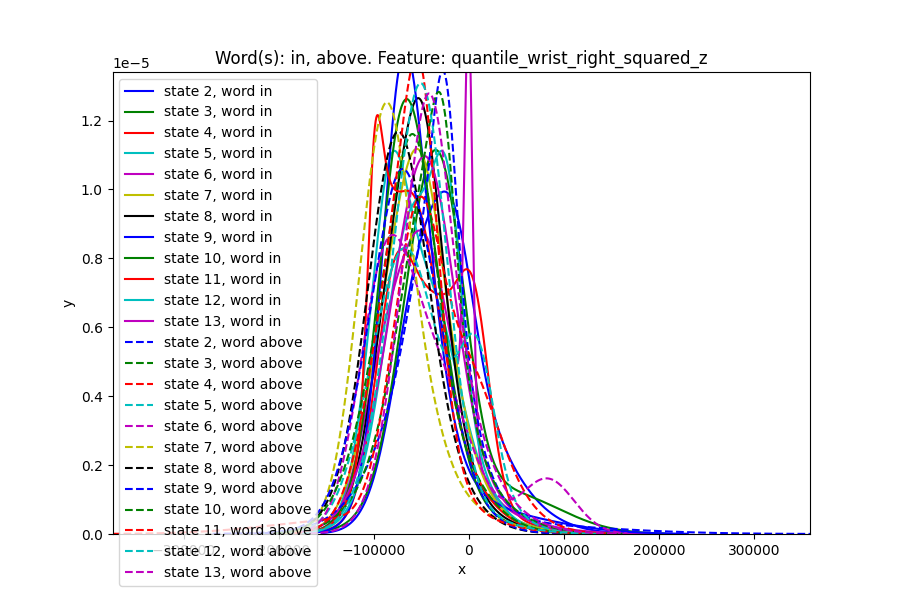 Word(s): in, above. Feature: quantile_wrist_right_squared_z
1e−5
state 2, word in
state 3, word in
state 4, word in
state 5, word in
state 6, word in
state 7, word in
state 8, word in
state 9, word in
state 10, word in
state 11, word in
state 12, word in
state 13, word in
state 2, word above
state 3, word above
state 4, word above
state 5, word above
state 6, word above
state 7, word above
state 8, word above
state 9, word above
state 10, word above
state 11, word above
state 12, word above
state 13, word above
1.2
1.0
0.8
0.6
0.4
0.2
0.0
y
−100000
0
100000
200000
300000
x